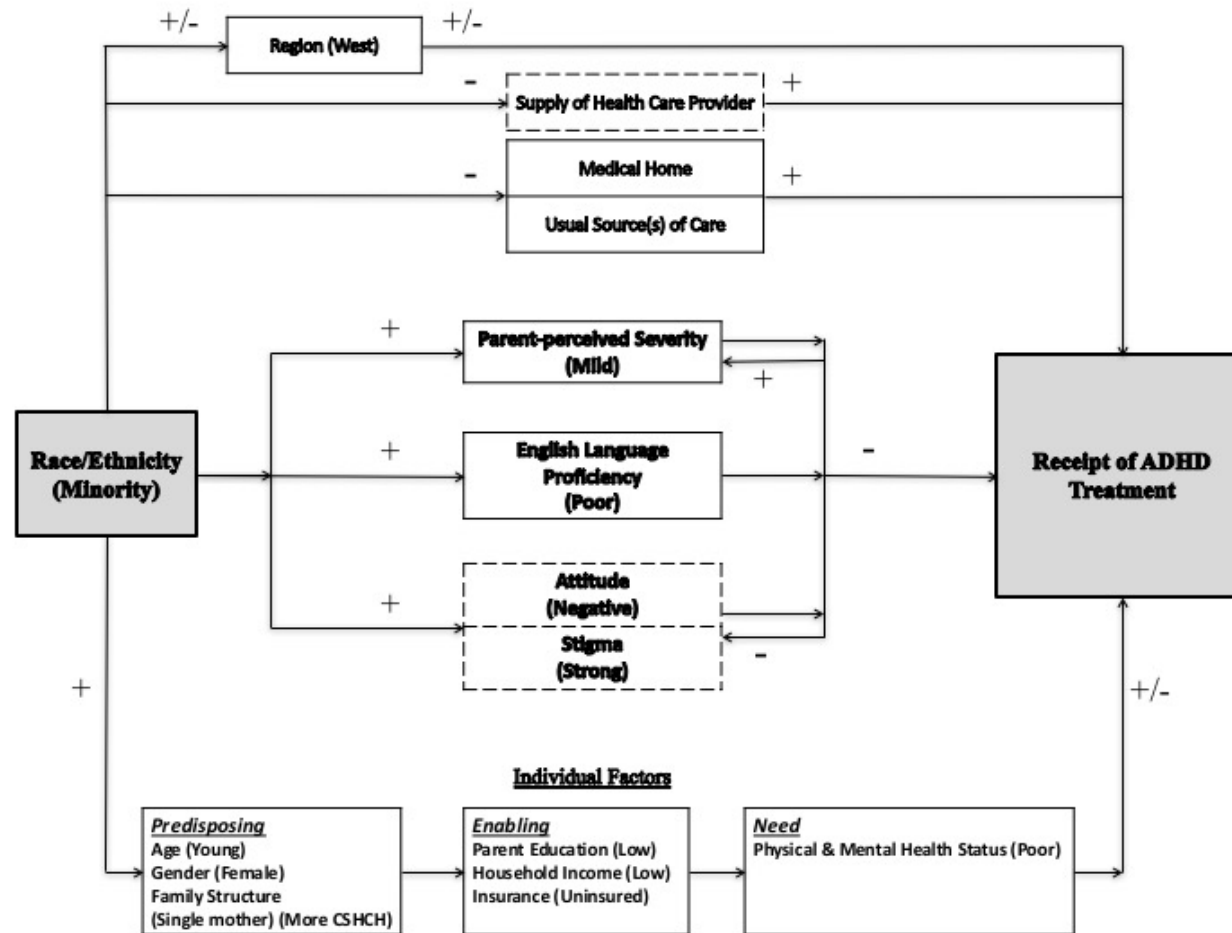 +/-
+/-
Region (West)
-
+
Supply of Health Care Provider
-
+
Medical Home
Usual Source(s) of Care
+
Parent-perceived Severity
(Mild)
+
Race/Ethnicity
(Minority)
+
English Language
Proficiency
(Poor)
-
Receipt of ADHD
Treatment
+
Attitude
(Negative)
Stigma
(Strong)
-
+
+/-
Individual Factors
Predisposing
Age (Young)
Gender (Female)
Family Structure
(Single mother) (More CSHCH)
Enabling
Parent Education (Low)
Household Income (Low)
Insurance (Uninsured)
Need
Physical & Mental Health Status (Poor)